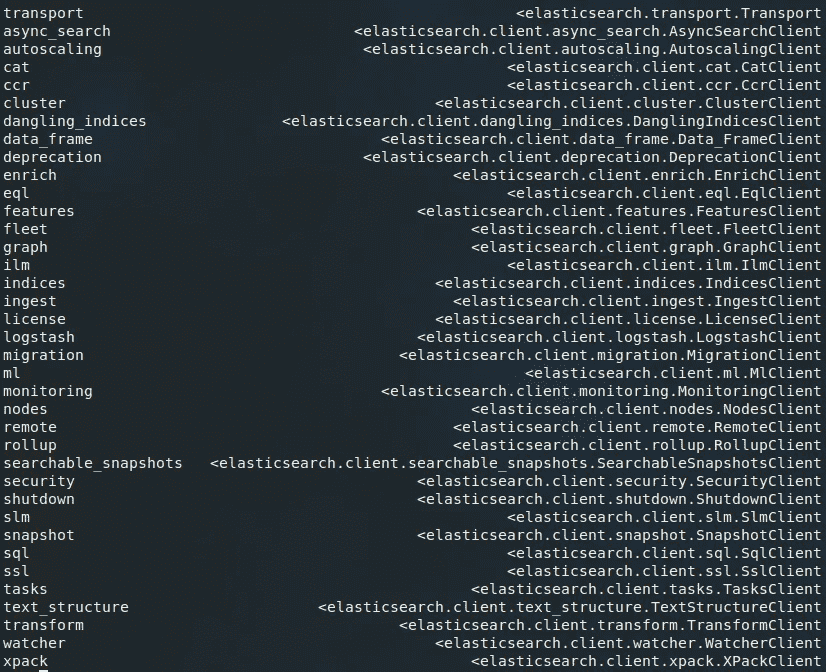 transport <elasticsearch.transport.Transport
async_search <elasticsearch.client.async_search.AsyncSearchClient
autoscaling <elasticsearch.client.autoscaling.AutoscalingClient
cat <elasticsearch.client.cat.CatClient
ccr <elasticsearch.client.ccr.CcrClient
cluster <elasticsearch.client.cluster.ClusterClient
dangling_indices <elasticsearch.client.dangling_indices.DanglingIndicesClient
data_frame <elasticsearch.client.data_frame.Data_FrameClient
deprecation <elasticsearch.client.deprecation.DeprecationClient
enrich <elasticsearch.client.enrich.EnrichClient
eql <elasticsearch.client.eql.EqlClient
features <elasticsearch.client.features.FeaturesClient
fleet <elasticsearch.client.fleet.FleetClient
graph <elasticsearch.client.graph.GraphClient
ilm <elasticsearch.client.ilm.IlmClient
indices <elasticsearch.client.indices.IndicesClient
ingest <elasticsearch.client.ingest.IngestClient
license <elasticsearch.client.license.LicenseClient
logstash <elasticsearch.client.logstash.LogstashClient
migration <elasticsearch.client.migration.MigrationClient
ml <elasticsearch.client.ml.MlClient
monitoring <elasticsearch.client.monitoring.MonitoringClient
nodes <elasticsearch.client.nodes.NodesClient
remote <elasticsearch.client.remote.RemoteClient
rollup <elasticsearch.client.rollup.RollupClient
searchable_snapshots <elasticsearch.client.searchable_snapshots.SearchableSnapshotsClient
security <elasticsearch.client.security.SecurityClient
shutdown <elasticsearch.client.shutdown.ShutdownClient
slm <elasticsearch.client.slm.SlmClient
snapshot <elasticsearch.client.snapshot.SnapshotClient
sql <elasticsearch.client.sql.SqlClient
ssl <elasticsearch.client.ssl.SslClient
tasks <elasticsearch.client.tasks.TasksClient
text_structure <elasticsearch.client.text_structure.TextStructureClient
transform <elasticsearch.client.transform.TransformClient
watcher <elasticsearch.client.watcher.WatcherClient
xpack <elasticsearch.client.xpack.XPackClient